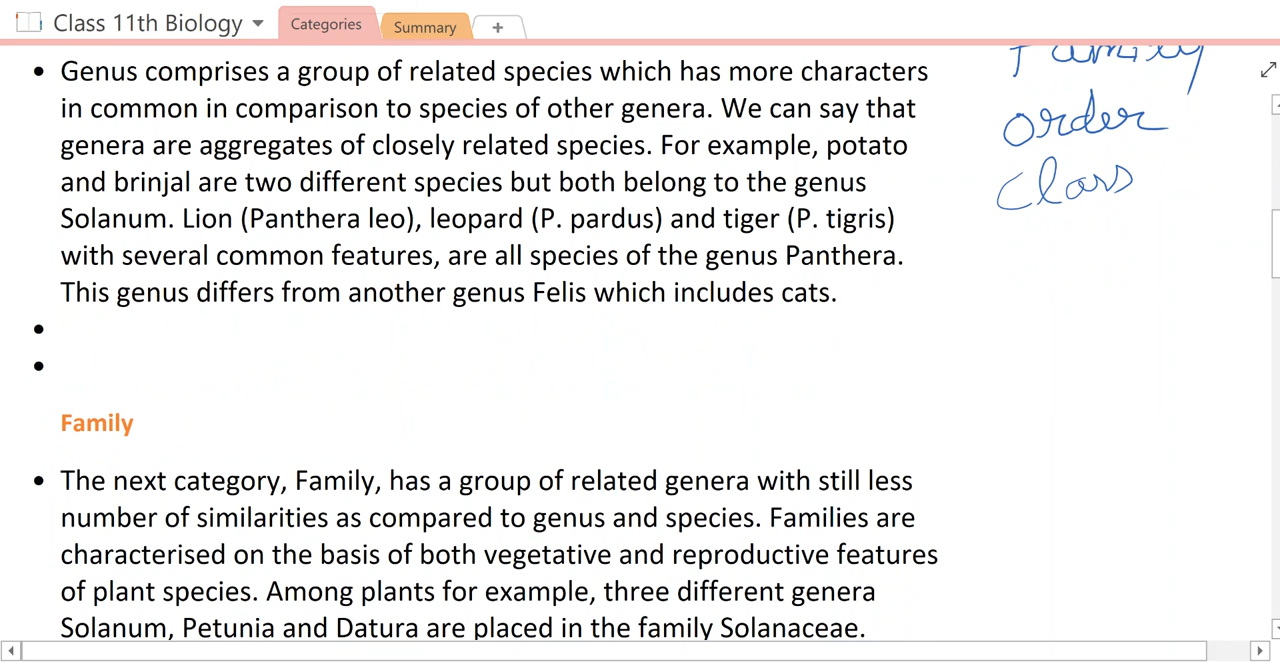 Class 11th Biology
Categories
Summary
+
• Genus comprises a group of related species which has more characters
in common in comparison to species of other genera. We can say that
genera are aggregates of closely related species. For example, potato
and brinjal are two different species but both belong to the genus
Solanum. Lion (Panthera leo), leopard (P. pardus) and tiger (P. tigris)
with several common features, are all species of the genus Panthera.
This genus differs from another genus Felis which includes cats.
•
•
Family
• The next category, Family, has a group of related genera with still less
number of similarities as compared to genus and species. Families are
characterised on the basis of both vegetative and reproductive features
of plant species. Among plants for example, three different genera
Solanum, Petunia and Datura are placed in the family Solanaceae.
Family
order
Class